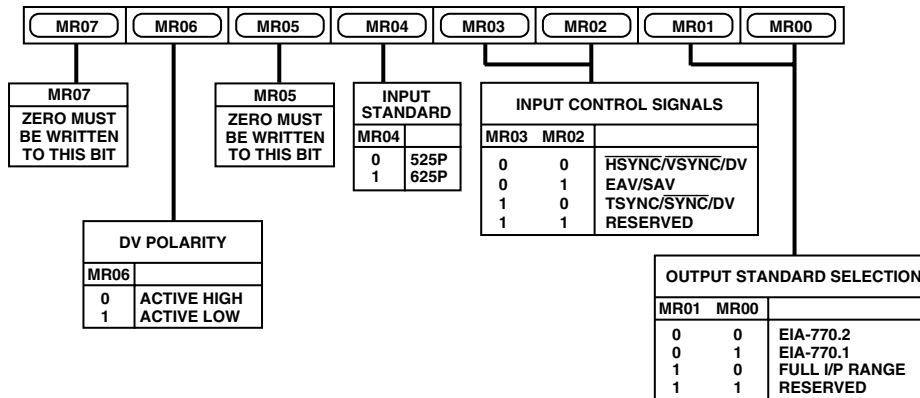 MR07 MR06 MR05 MR04 MR03 MR02 MR01 MR00
MR07
ZERO MUST
BE WRITTEN
TO THIS BIT
MR05
ZERO MUST
BE WRITTEN
TO THIS BIT
INPUT
STANDARD
MR04
0 525P
1 625P
INPUT CONTROL SIGNALS
MR03 MR02
0 0 HSYNC/VSYNC/DV
0 1 EAV/SAV
1 0 TSYNC/SYNC/DV
1 1 RESERVED
DV POLARITY
MR06
0 ACTIVE HIGH
1 ACTIVE LOW
OUTPUT STANDARD SELECTION
MR01 MR00
0 0 EIA-770.2
0 1 EIA-770.1
1 0 FULL I/P RANGE
1 1 RESERVED